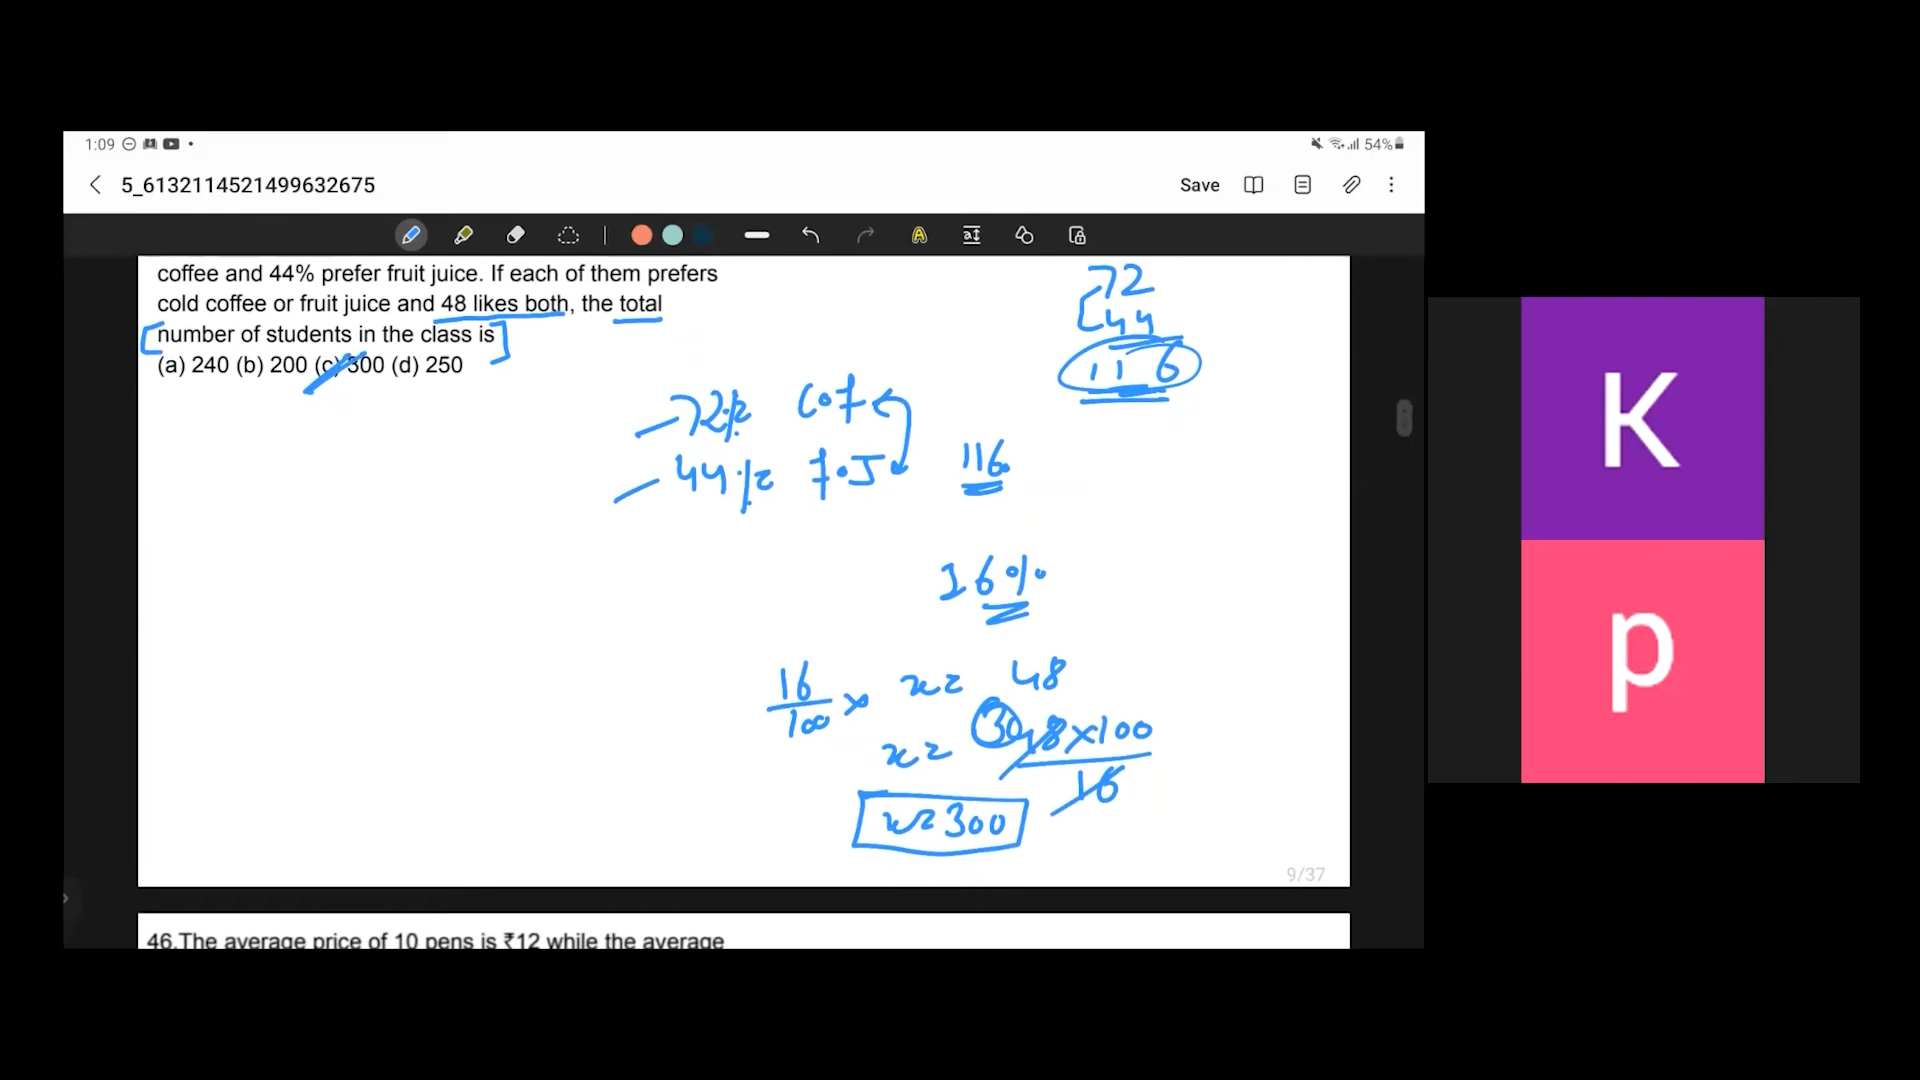 1:09 54%
5_6132114521499632675
Save
coffee and 44% prefer fruit juice. If each of them prefers
cold coffee or fruit juice and 48 likes both, the total
number of students in the class is
(a) 240 (b) 200 (c) 300 (d) 250
72
44
116
72%
44% 116
16%
16/100 × x = 48
x = 48×100/16
x = 300
9/37
46.The average price of 10 pens is ₹12 while the average
K
p